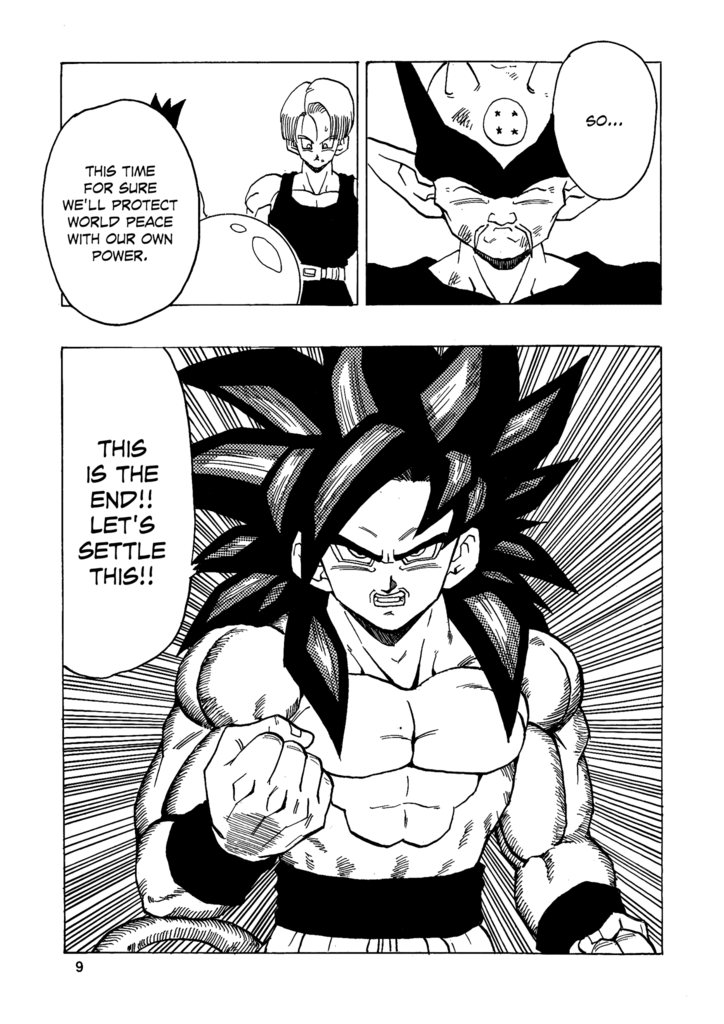 SO...
THIS TIME
FOR SURE
WE'LL PROTECT
WORLD PEACE
WITH OUR OWN
POWER.
THIS
IS THE
END!!
LET'S
SETTLE
THIS!!
9